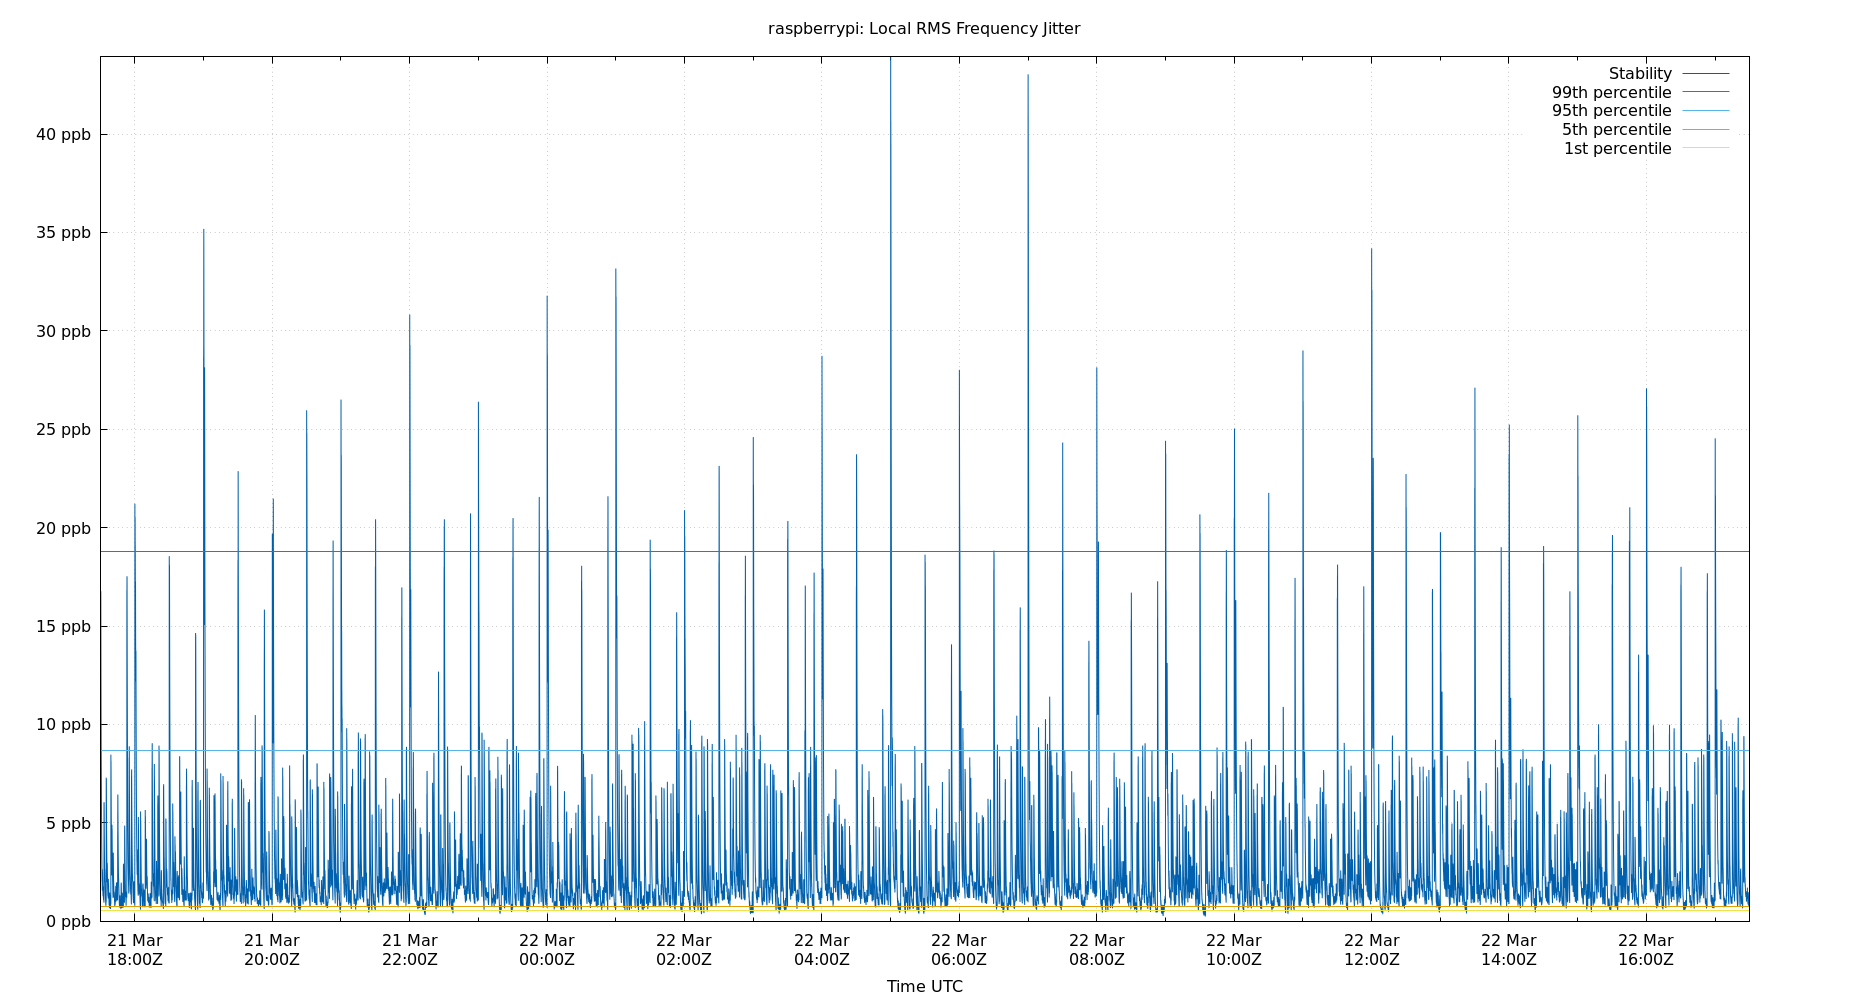 raspberrypi: Local RMS Frequency Jitter
Stability
99th percentile
95th percentile
5th percentile
1st percentile
40 ppb
35 ppb
30 ppb
25 ppb
20 ppb
15 ppb
10 ppb
5 ppb
0 ppb
21 Mar 21 Mar 21 Mar 22 Mar 22 Mar 22 Mar 22 Mar 22 Mar 22 Mar 22 Mar 22 Mar 22 Mar
18:00Z 20:00Z 22:00Z 00:00Z 02:00Z 04:00Z 06:00Z 08:00Z 10:00Z 12:00Z 14:00Z 16:00Z
Time UTC